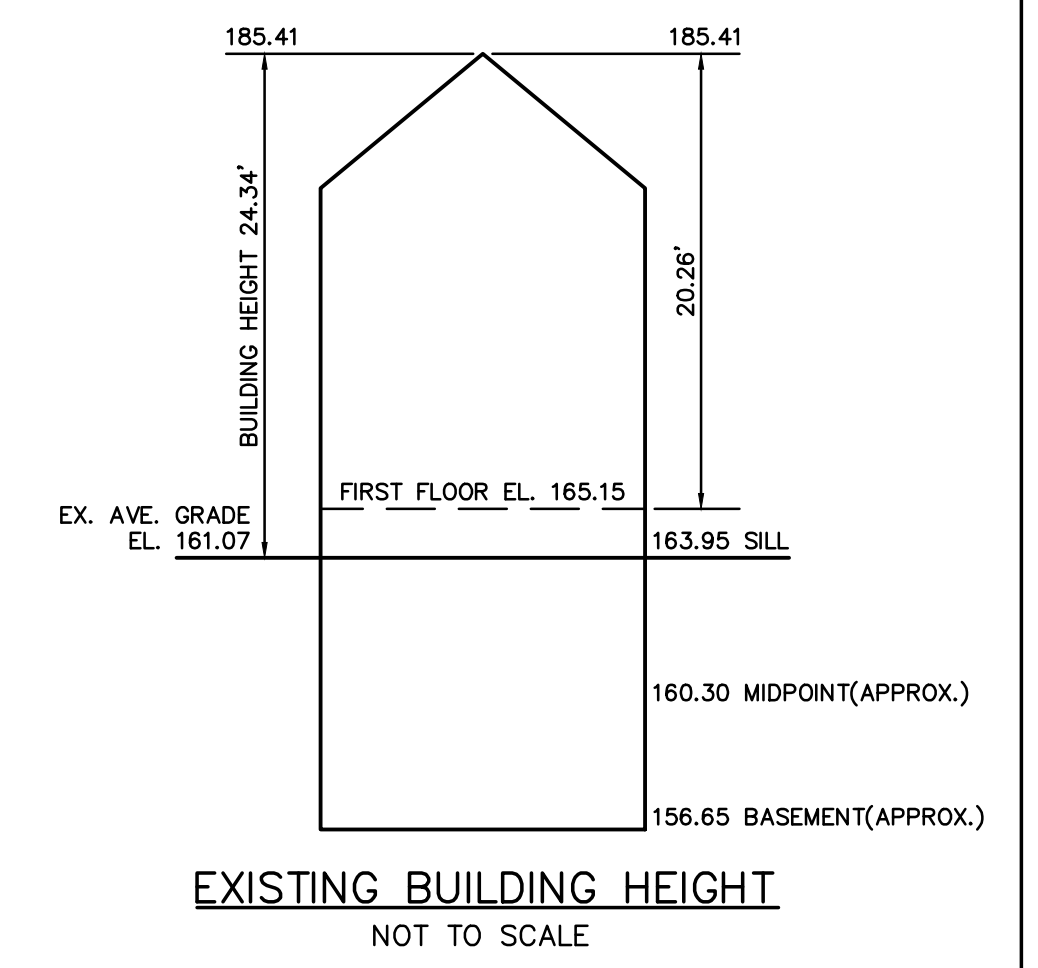 185.41
185.41
BUILDING HEIGHT 24.34'
20.26'
FIRST FLOOR EL. 165.15
EX. AVE. GRADE
EL. 161.07
163.95 SILL
160.30 MIDPOINT(APPROX.)
156.65 BASEMENT(APPROX.)
EXISTING BUILDING HEIGHT
NOT TO SCALE